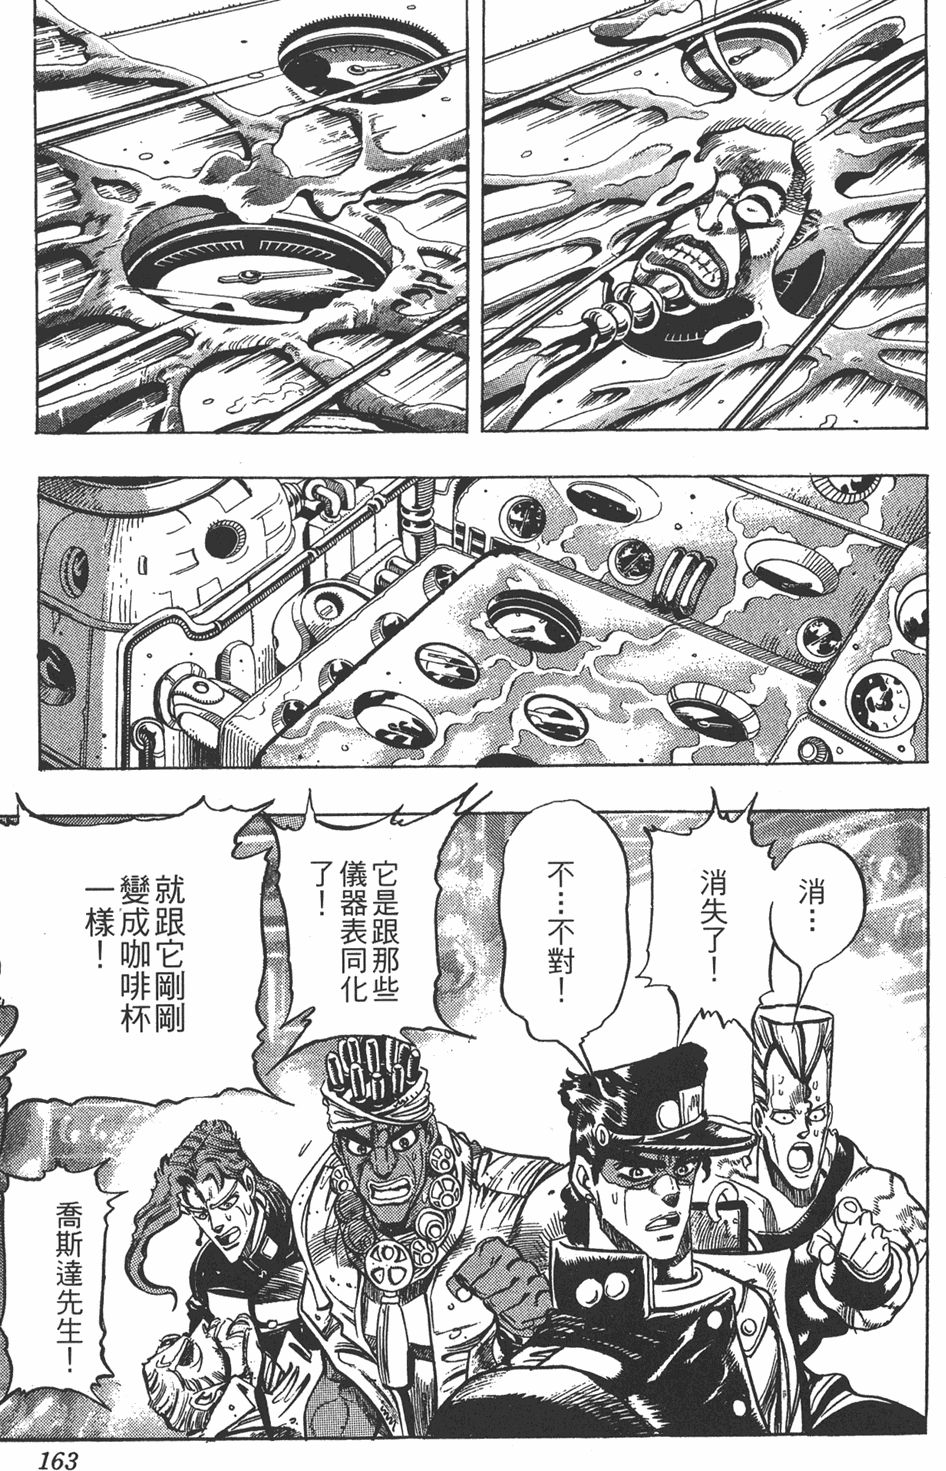 消…
消失了！
不…不對！
它是跟那些
儀器表同化
了！
就跟它剛剛
變成咖啡杯
一樣！
喬斯達先生！
163